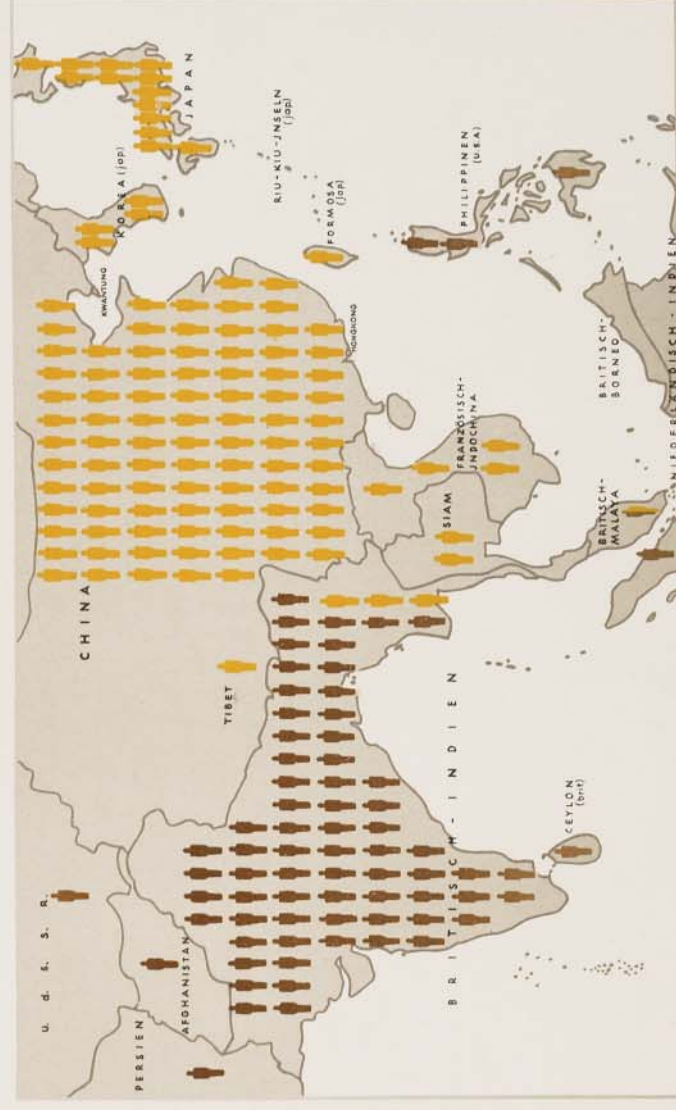 U. d. S. S. R.
PERSIEN
AFGHANISTAN
CHINA
TIBET
BRITISCH - INDIEN
CEYLON
(brit)
KWANTUNG
KOREA (jap)
JAPAN
RIU-KIU-INSELN
(jap)
FORMOSA
(jap)
HONGKONG
SIAM
FRANZÖSISCH-
INDOCHINA
PHILIPPINEN
(U.S.A)
BRITISCH-
MALAYA
BRITISCH-
BORNEO
NIEDERLÄNDISCH - INDIEN